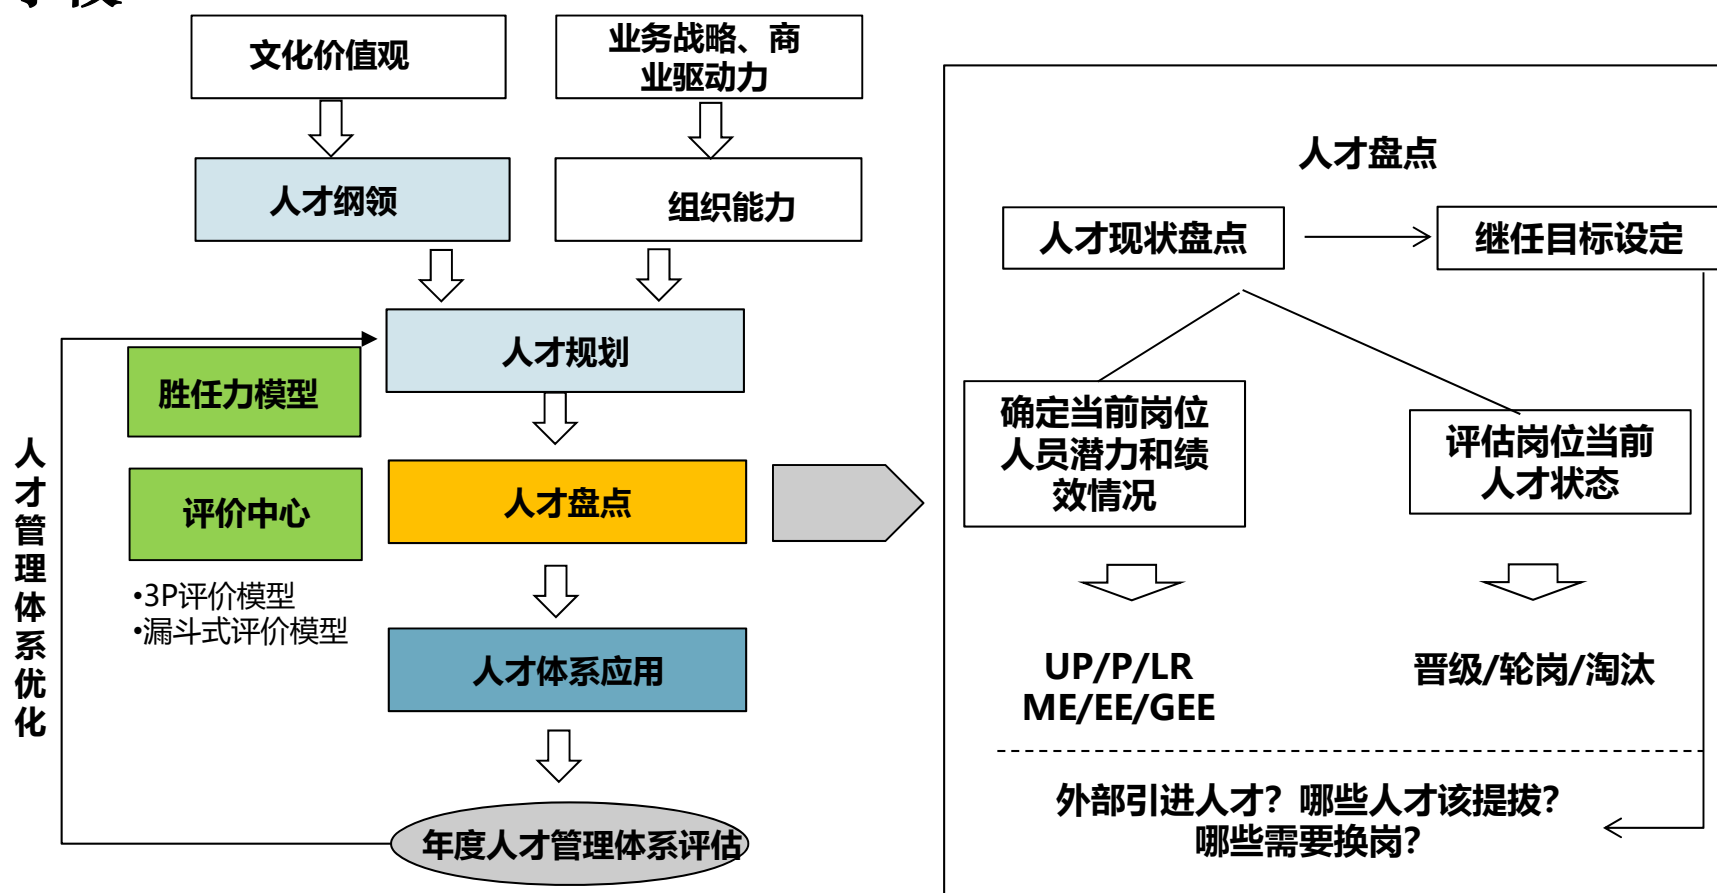 文化价值观
业务战略、商
业驱动力
人才纲领
组织能力
人才规划
胜任力模型
评价中心
人才盘点
•3P评价模型
•漏斗式评价模型
人才体系应用
年度人才管理体系评估
人才管理体系优化
人才盘点
人才现状盘点
继任目标设定
确定当前岗位
人员潜力和绩
效情况
评估岗位当前
人才状态
UP/P/LR
ME/EE/GEE
晋级/轮岗/淘汰
外部引进人才？哪些人才该提拔？
哪些需要换岗？